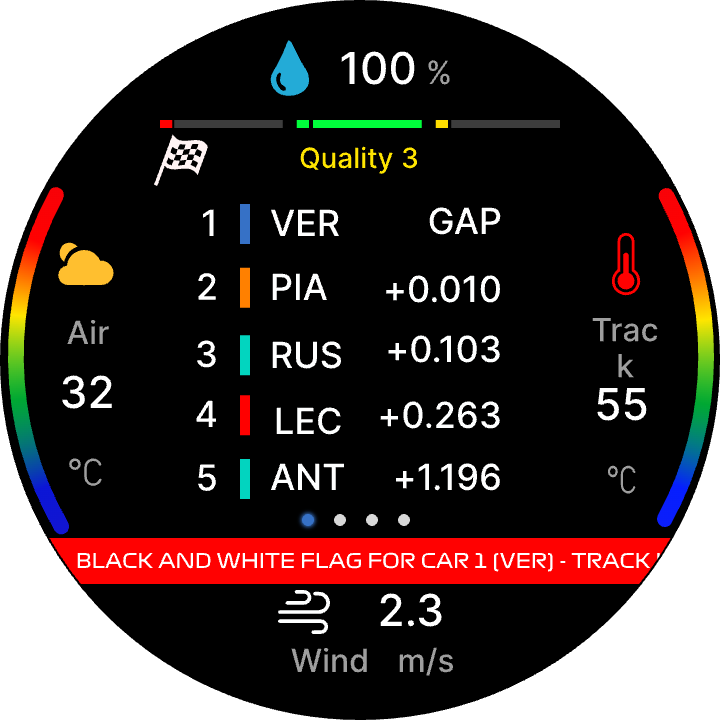 100 %
Quality 3
1 VER GAP
2 PIA +0.010
3 RUS +0.103
4 LEC +0.263
5 ANT +1.196
Air
32
°C
Trac
k
55
°C
BLACK AND WHITE FLAG FOR CAR 1 (VER) - TRACK
2.3
Wind m/s